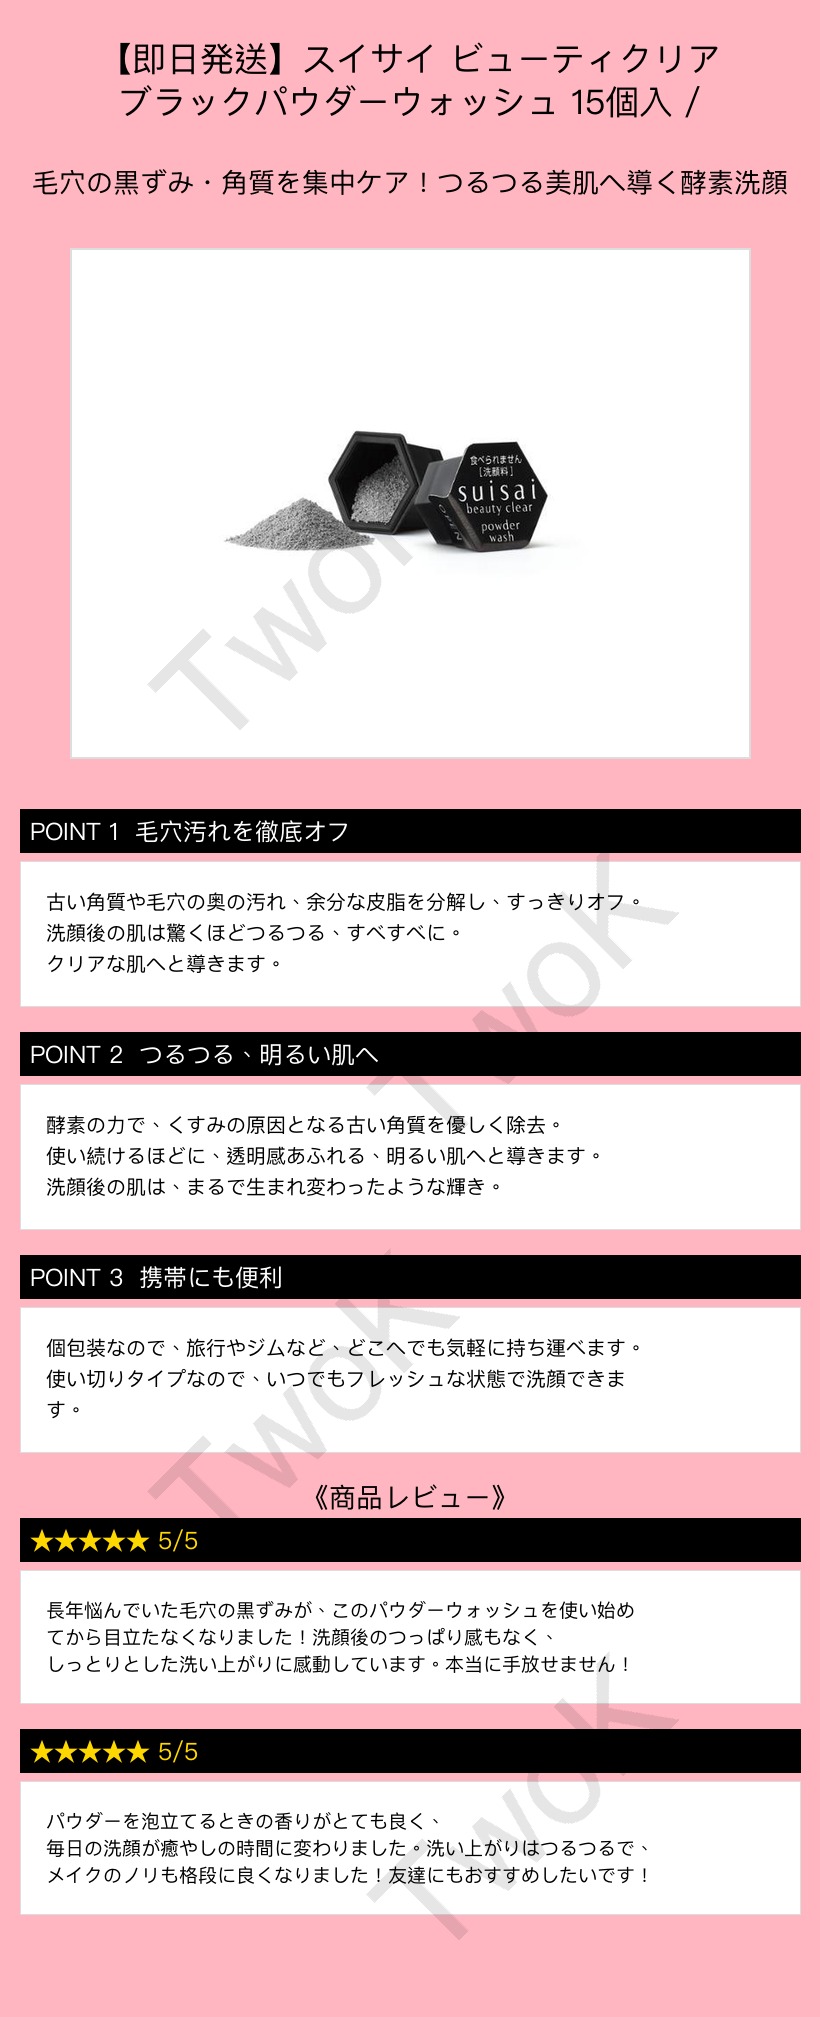 【即日発送】スイサイ ビューティクリア
ブラックパウダーウォッシュ 15個入 /
毛穴の黒ずみ・角質を集中ケア！つるつる美肌へ導く酵素洗顔
食べられません
[洗顔料]
suisai
beauty clear
powder
wash
OPEN
TwoK
POINT 1 毛穴汚れを徹底オフ
古い角質や毛穴の奥の汚れ、余分な皮脂を分解し、すっきりオフ。
洗顔後の肌は驚くほどつるつる、すべすべに。
クリアな肌へと導きます。
TwoK
POINT 2 つるつる、明るい肌へ
酵素の力で、くすみの原因となる古い角質を優しく除去。
使い続けるほどに、透明感あふれる、明るい肌へと導きます。
洗顔後の肌は、まるで生まれ変わったような輝き。
POINT 3 携帯にも便利
個包装なので、旅行やジムなど、どこへでも気軽に持ち運べます。
使い切りタイプなので、いつでもフレッシュな状態で洗顔できま
す。
TwoK
《商品レビュー》
★★★★★ 5/5
長年悩んでいた毛穴の黒ずみが、このパウダーウォッシュを使い始め
てから目立たなくなりました！洗顔後のつっぱり感もなく、
しっとりとした洗い上がりに感動しています。本当に手放せません！
★★★★★ 5/5
パウダーを泡立てるときの香りがとても良く、
毎日の洗顔が癒やしの時間に変わりました。洗い上がりはつるつるで、
メイクのノリも格段に良くなりました！友達にもおすすめしたいです！
TwoK